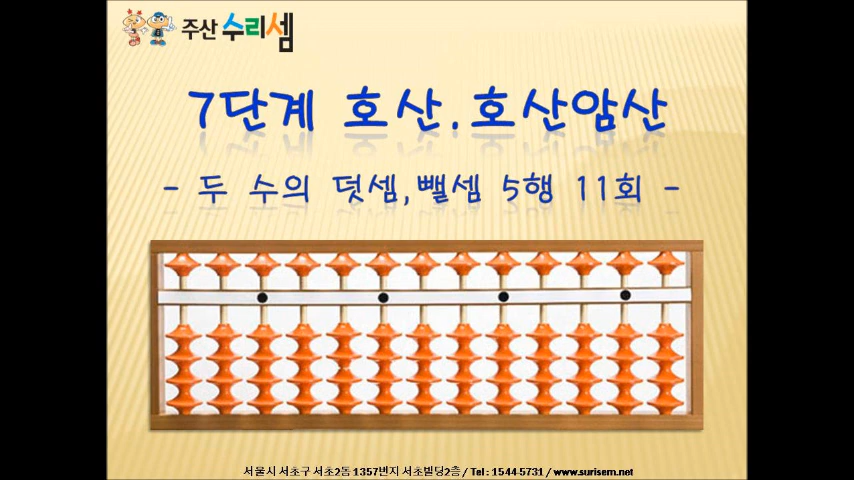 주산 수리셈
7단계 호산.호산암산
- 두 수의 덧셈,뺄셈 5행 11회 -
서울시 서초구 서초2동 1357번지 서초빌딩2층 / Tel : 1544-5731 / www.surisem.net